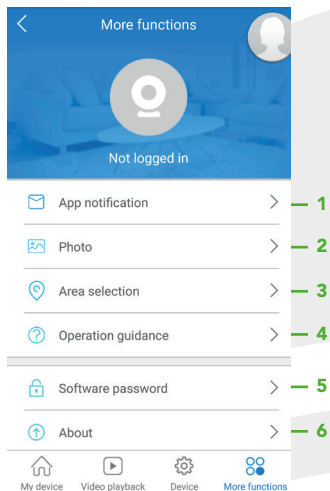 More functions
Not logged in
App notification
1
Photo
2
Area selection
3
Operation guidance
4
Software password
5
About
6
My device Video playback Device More functions